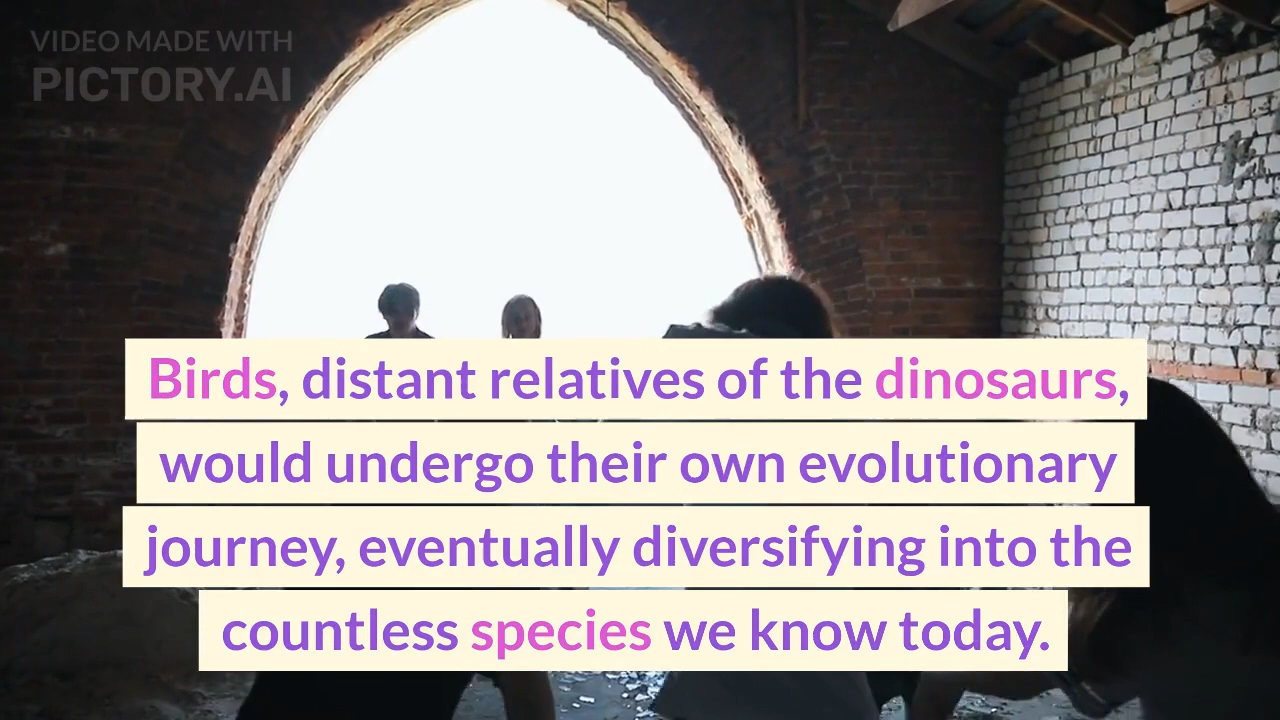 VIDEO MADE WITH
PICTORY.AI
Birds, distant relatives of the dinosaurs,
would undergo their own evolutionary
journey, eventually diversifying into the
countless species we know today.